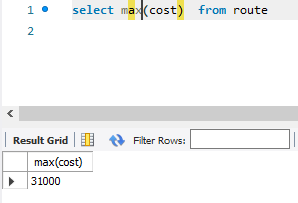 1 select max(cost) from route
2
Result Grid Filter Rows:
max(cost)
31000